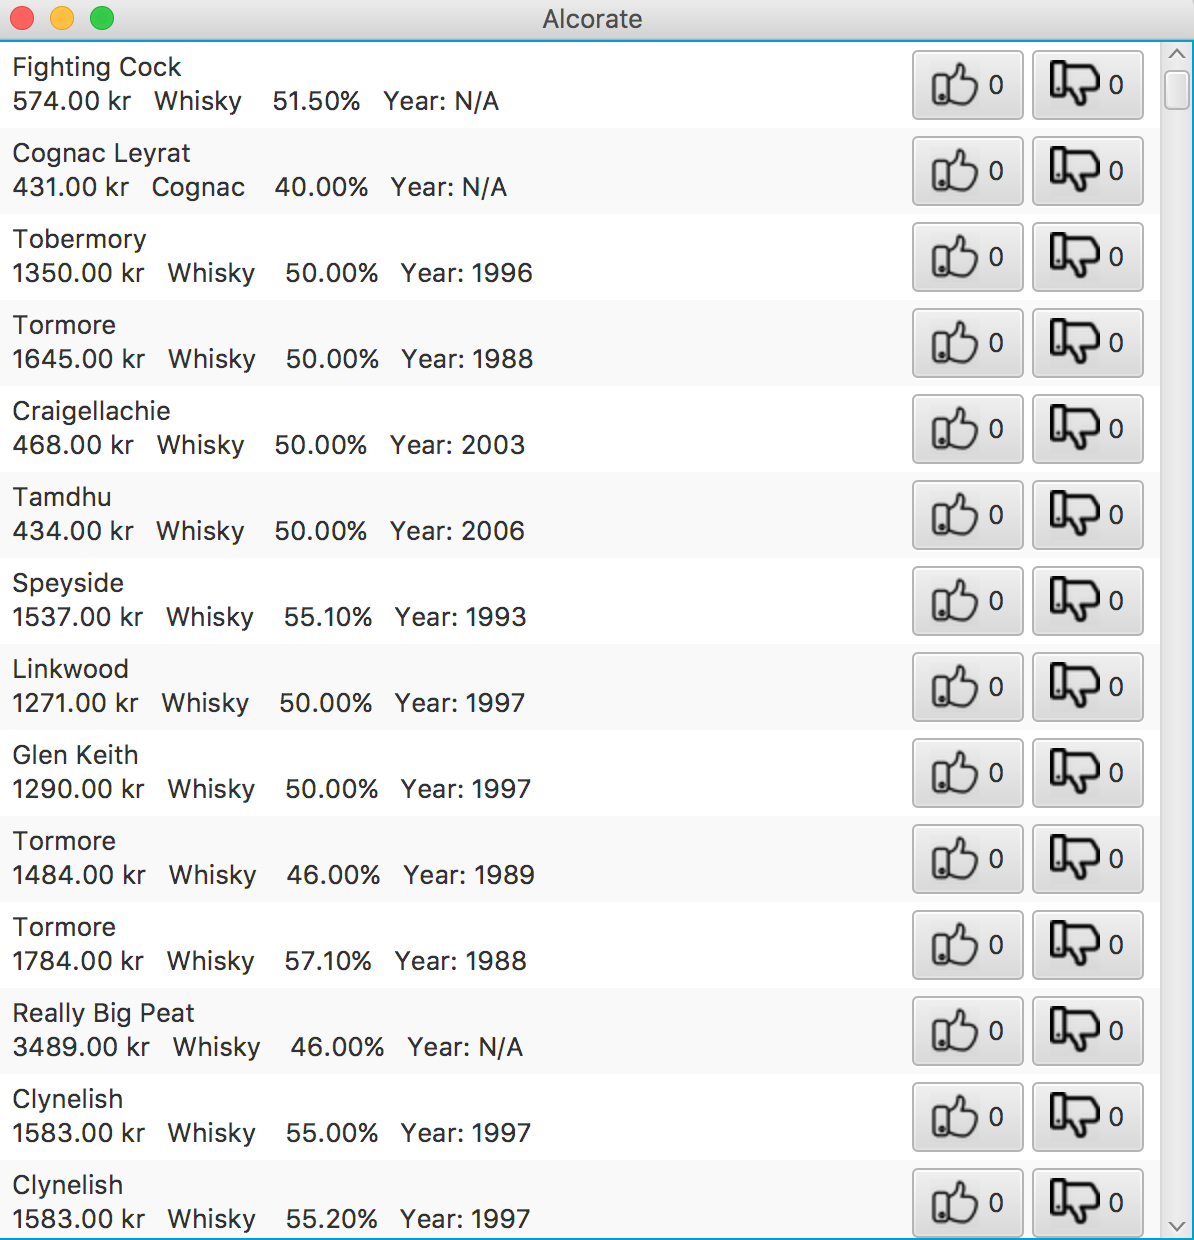 Alcorate
Fighting Cock
574.00 kr Whisky 51.50% Year: N/A 0 0
Cognac Leyrat
431.00 kr Cognac 40.00% Year: N/A 0 0
Tobermory
1350.00 kr Whisky 50.00% Year: 1996 0 0
Tormore
1645.00 kr Whisky 50.00% Year: 1988 0 0
Craigellachie
468.00 kr Whisky 50.00% Year: 2003 0 0
Tamdhu
434.00 kr Whisky 50.00% Year: 2006 0 0
Speyside
1537.00 kr Whisky 55.10% Year: 1993 0 0
Linkwood
1271.00 kr Whisky 50.00% Year: 1997 0 0
Glen Keith
1290.00 kr Whisky 50.00% Year: 1997 0 0
Tormore
1484.00 kr Whisky 46.00% Year: 1989 0 0
Tormore
1784.00 kr Whisky 57.10% Year: 1988 0 0
Really Big Peat
3489.00 kr Whisky 46.00% Year: N/A 0 0
Clynelish
1583.00 kr Whisky 55.00% Year: 1997 0 0
Clynelish
1583.00 kr Whisky 55.20% Year: 1997 0 0